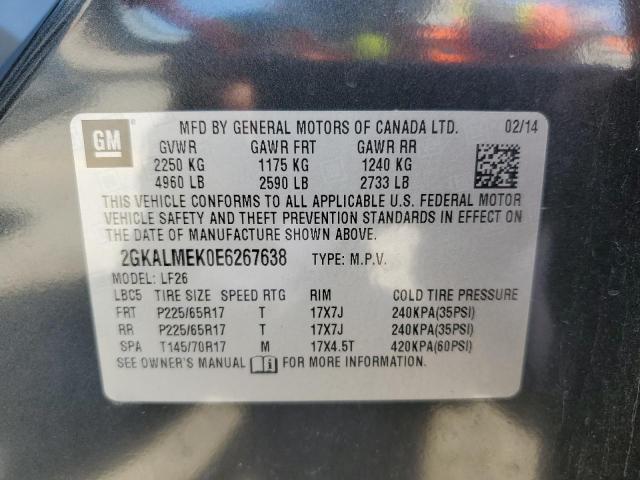 GM
MFD BY GENERAL MOTORS OF CANADA LTD. 02/14
GVWR GAWR FRT GAWR RR
2250 KG 1175 KG 1240 KG
4960 LB 2590 LB 2733 LB
THIS VEHICLE CONFORMS TO ALL APPLICABLE U.S. FEDERAL MOTOR
VEHICLE SAFETY AND THEFT PREVENTION STANDARDS IN EFFECT ON
THE DATE OF MANUFACTURE SHOWN ABOVE.
2GKALMEK0E6267638 TYPE: M.P.V.
MODEL: LF26
LBC5 TIRE SIZE SPEED RTG RIM COLD TIRE PRESSURE
FRT P225/65R17 T 17X7J 240KPA(35PSI)
RR P225/65R17 T 17X7J 240KPA(35PSI)
SPA T145/70R17 M 17X4.5T 420KPA(60PSI)
SEE OWNER'S MANUAL FOR MORE INFORMATION.